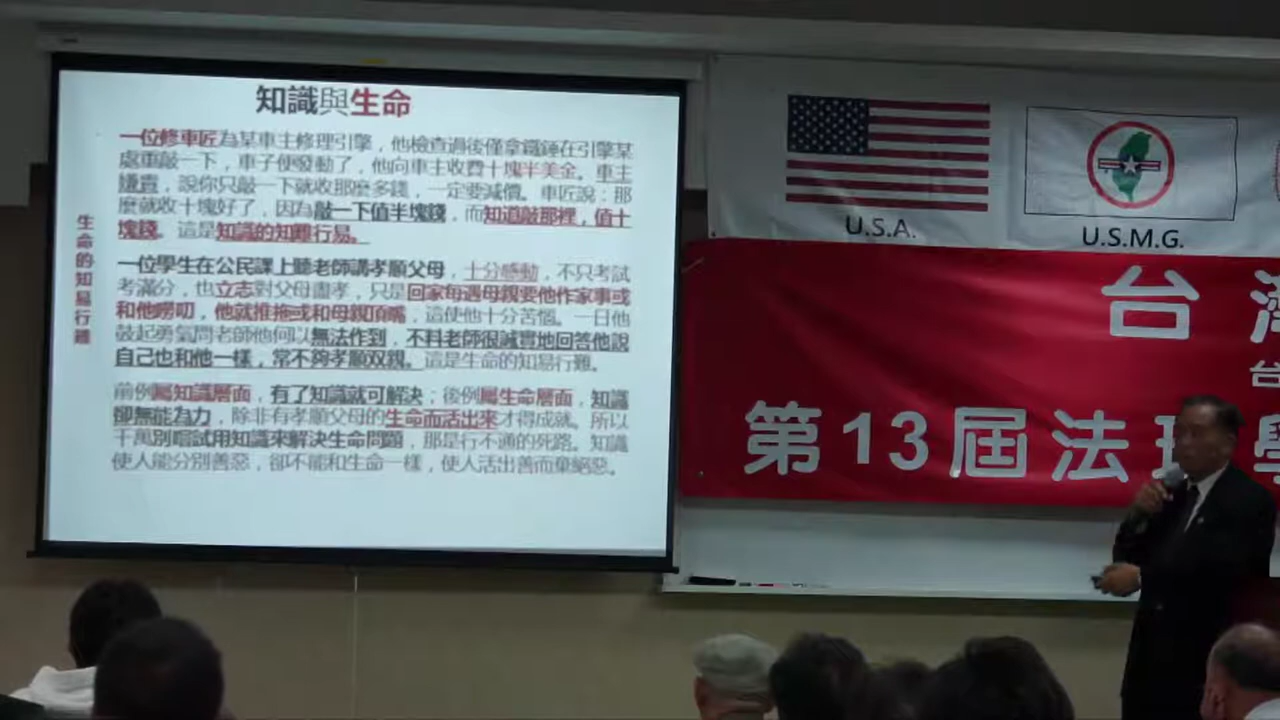 知識與生命
一位修車匠為某車主修理引擎，他檢查過後僅拿鐵錘在引擎某
處重敲一下，車子便發動了，他向車主收費十塊半美金。車主
嫌貴，說你只敲一下就收那麼多錢，一定要減價。車匠說：那
麼就收十塊好了，因為敲一下值半塊錢，而知道敲那裡，值十
塊錢。這是知識的知難行易。
一位學生在公民課上聽老師講孝順父母，十分感動，不只考試
考滿分，也立志對父母盡孝，只是回家每遇母親要他作家事或
和他嘮叨，他就推拖或和母親頂嘴，這使他十分苦惱。一日他
鼓起勇氣問老師他何以無法作到，不料老師很誠實地回答他說
自己也和他一樣，常不夠孝順双親。這是生命的知易行難。
前例屬知識層面，有了知識就可解決；後例屬生命層面，知識
卻無能為力，除非有孝順父母的生命而活出來才得成就。所以
千萬別嚐試用知識來解決生命問題，那是行不通的死路。知識
使人能分別善惡，卻不能和生命一樣，使人活出善而棄絕惡。
生命的知易行難
U.S.A.
U.S.M.G.
台
第13屆法